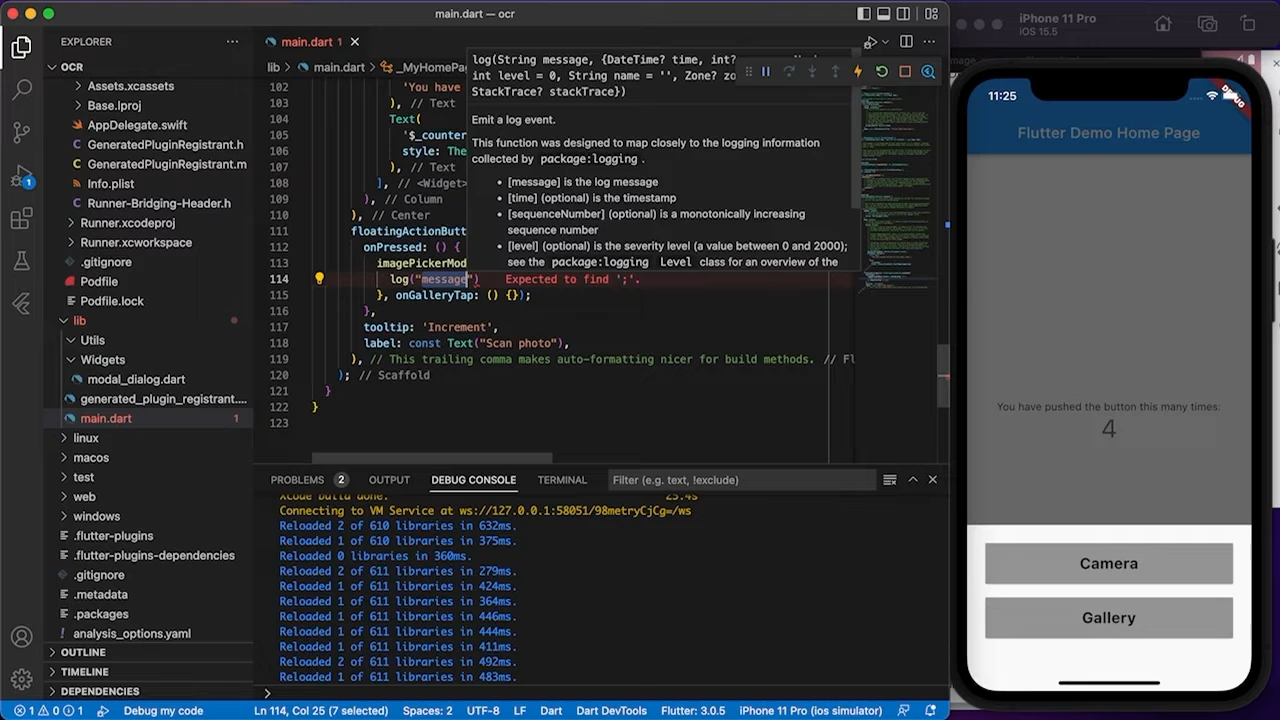 main.dart — ocr
EXPLORER
OCR
Assets.xcassets
Base.lproj
AppDelegate.swift
GeneratedPluginRegistrant.h
GeneratedPluginRegistrant.m
Info.plist
Runner-Bridging-Header.h
Runner.xcodeproj
Runner.xcworkspace
.gitignore
Podfile
Podfile.lock
lib
Utils
Widgets
modal_dialog.dart
generated_plugin_registrant....
main.dart 1
linux
macos
test
web
windows
.flutter-plugins
.flutter-plugins-dependencies
.gitignore
.metadata
.packages
analysis_options.yaml
OUTLINE
TIMELINE
DEPENDENCIES
1
main.dart 1
lib > main.dart > _MyHomePa
102 'You have
103 ), // Text
104 Text(
105 '$_counter
106 style: The
107 ), // Text
108 ], // <Widget>
109 ), // Column
110 ), // Center
111 floatingActionButt
112 onPressed: () {
113 imagePickerMod
114 log("message") Expected to find ';'.
115 }, onGalleryTap: () {});
116 },
117 tooltip: 'Increment',
118 label: const Text("Scan photo"),
119 ), // This trailing comma makes auto-formatting nicer for build methods. // Fl
120 ); // Scaffold
121 }
122 }
123
log(String message, {DateTime? time, int?
int level = 0, String name = '', Zone? zo
StackTrace? stackTrace})
Emit a log event.
This function was designed to map closely to the logging information
collected by package:logging .
• [message] is the log message
• [time] (optional) is the timestamp
• [sequenceNumber] (optional) is a monotonically increasing
sequence number
• [level] (optional) is the severity level (a value between 0 and 2000);
see the package:logging Level class for an overview of the
PROBLEMS 2 OUTPUT DEBUG CONSOLE TERMINAL Filter (e.g. text, !exclude)
Xcode build done. 25.4s
Connecting to VM Service at ws://127.0.0.1:58051/98metryCjCg=/ws
Reloaded 2 of 610 libraries in 632ms.
Reloaded 1 of 610 libraries in 375ms.
Reloaded 0 libraries in 360ms.
Reloaded 2 of 611 libraries in 279ms.
Reloaded 1 of 611 libraries in 424ms.
Reloaded 1 of 611 libraries in 364ms.
Reloaded 1 of 611 libraries in 446ms.
Reloaded 1 of 611 libraries in 444ms.
Reloaded 1 of 611 libraries in 411ms.
Reloaded 2 of 611 libraries in 492ms.
Reloaded 1 of 611 libraries in 483ms.
1 0 1 Debug my code Ln 114, Col 25 (7 selected) Spaces: 2 UTF-8 LF Dart Dart DevTools Flutter: 3.0.5 iPhone 11 Pro (ios simulator)
iPhone 11 Pro
iOS 15.5
11:25
DEBUG
Flutter Demo Home Page
You have pushed the button this many times:
4
Camera
Gallery